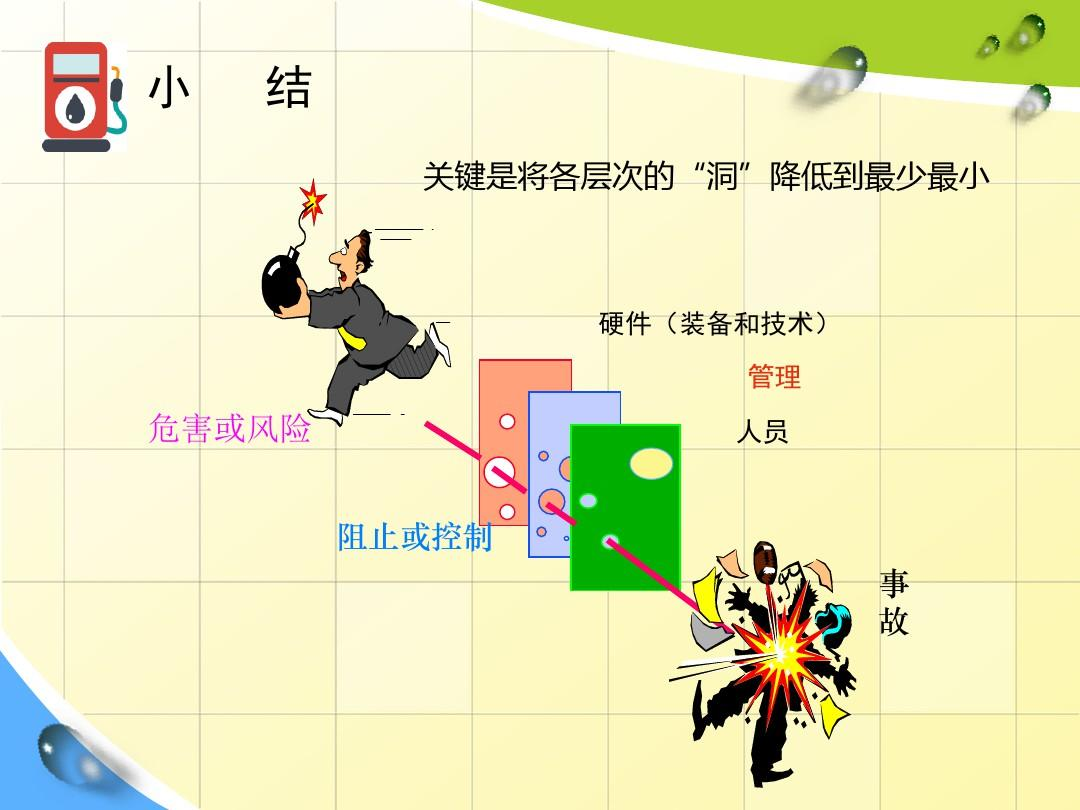 小 结
关键是将各层次的“洞”降低到最少最小
硬件（装备和技术）
管理
人员
危害或风险
阻止或控制
事
故